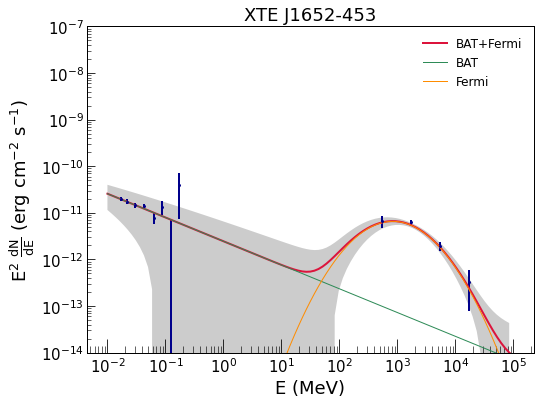 XTE J1652-453
E² dN/dE (erg cm⁻² s⁻¹)
10⁻⁷
10⁻⁸
10⁻⁹
10⁻¹⁰
10⁻¹¹
10⁻¹²
10⁻¹³
10⁻¹⁴
BAT+Fermi
BAT
Fermi
10⁻² 10⁻¹ 10⁰ 10¹ 10² 10³ 10⁴ 10⁵
E (MeV)